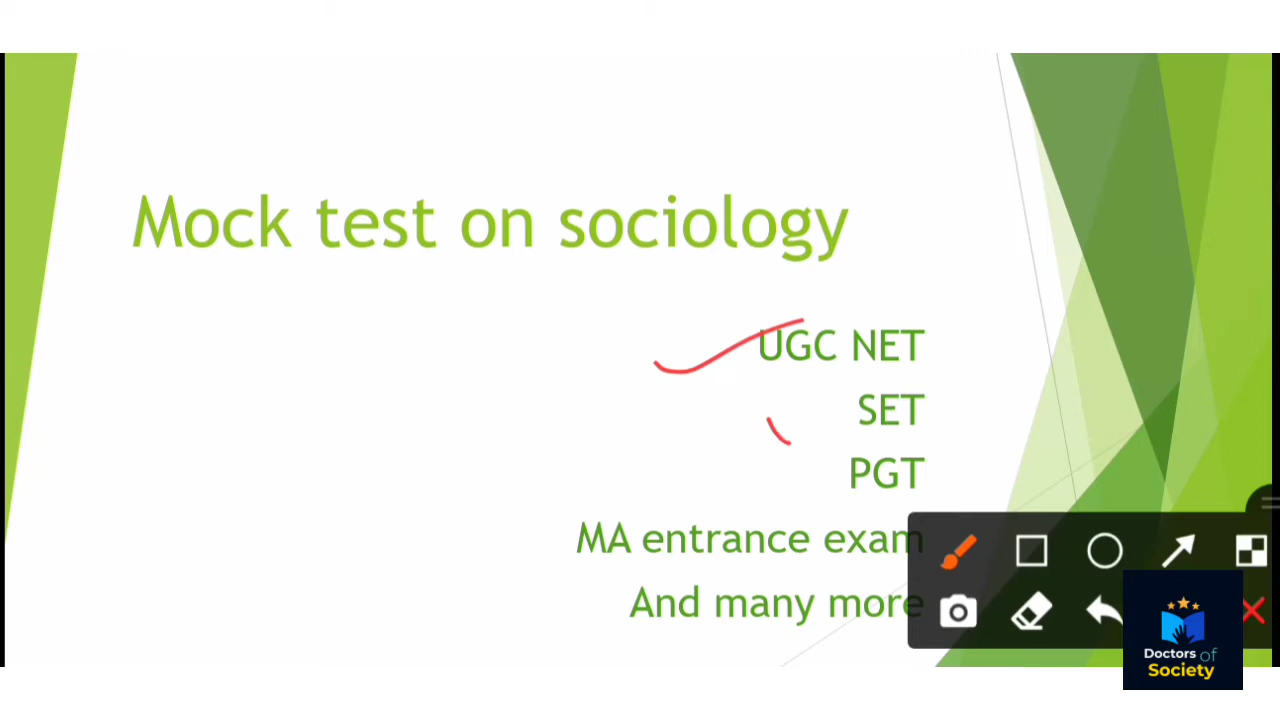 Mock test on sociology
UGC NET
SET
PGT
MA entrance exam
And many more
Doctors of
Society